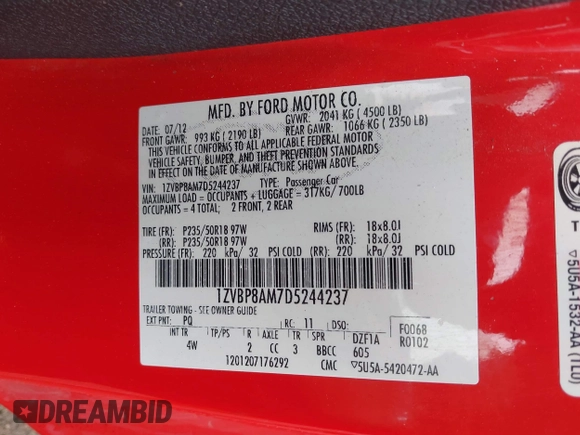 MFD. BY FORD MOTOR CO.
DATE: 07/12 GVWR: 2041 KG ( 4500 LB)
FRONT GAWR: 993 KG ( 2190 LB) REAR GAWR: 1066 KG ( 2350 LB)
THIS VEHICLE CONFORMS TO ALL APPLICABLE FEDERAL MOTOR
VEHICLE SAFETY, BUMPER, AND THEFT PREVENTION STANDARDS
IN EFFECT ON THE DATE OF MANUFACTURE SHOWN ABOVE.
VIN: 1ZVBP8AM7D5244237 TYPE: Passenger Car
MAXIMUM LOAD = OCCUPANTS + LUGGAGE = 317KG/ 700LB
OCCUPANTS = 4 TOTAL; 2 FRONT, 2 REAR
TIRE (FR): P235/50R18 97W RIMS (FR): 18x8.0J
(RR): P235/50R18 97W (RR): 18x8.0J
PRESSURE (FR): 220 kPa/ 32 PSI COLD (RR): 220 kPa/ 32 PSI COLD
1ZVBP8AM7D5244237
TRAILER TOWING - SEE OWNER GUIDE
EXT PNT: PQ RC: 11 DSO: F0068
R0102
INT TR TP/PS R AXLE TR SPR DZF1A
4W 2 CC 3 BBCC 605
1201207176292 CMC ▽5U5A-5420472-AA
T
▽5U5A-15324AA (TLO)
DREAMBID